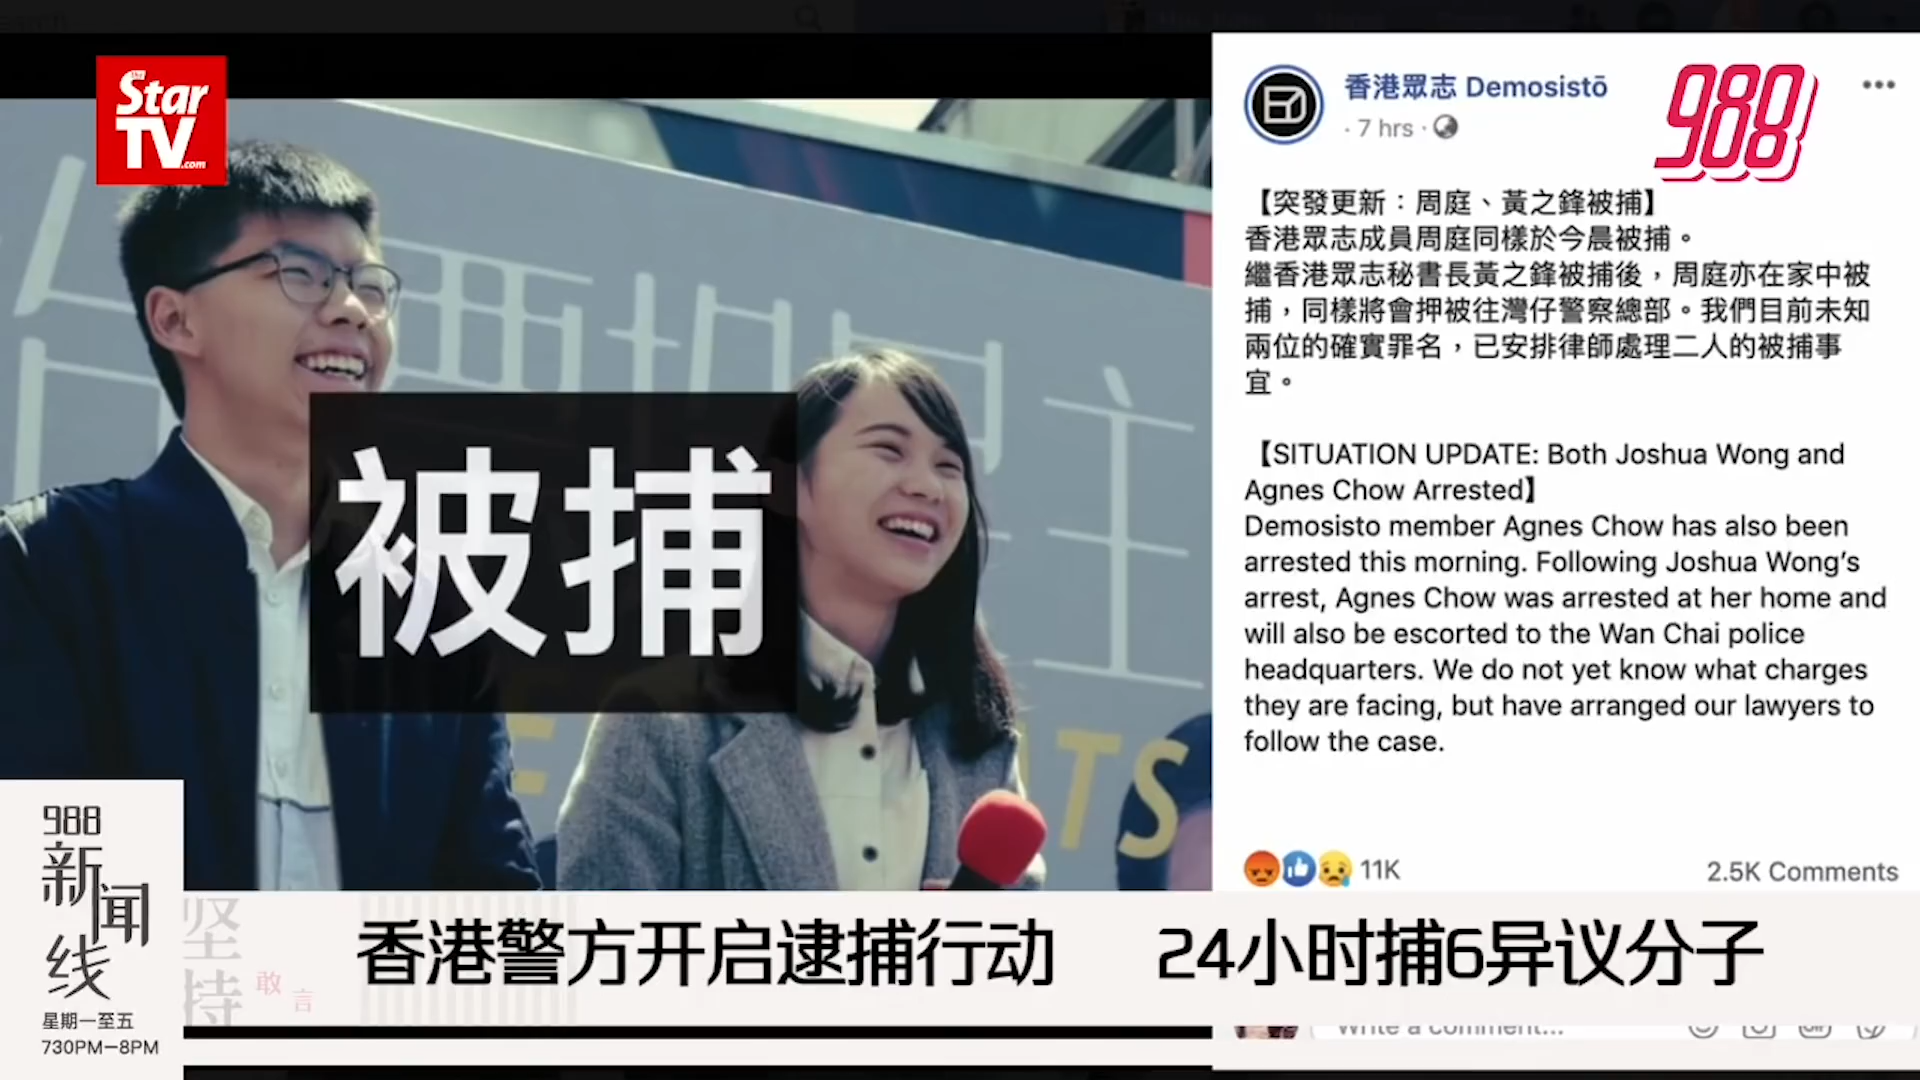 The
Star
TV
.com
香港眾志 Demosistō
· 7 hrs ·
988
【突發更新：周庭、黃之鋒被捕】
香港眾志成員周庭同樣於今晨被捕。
繼香港眾志秘書長黃之鋒被捕後，周庭亦在家中被
捕，同樣將會押被往灣仔警察總部。我們目前未知
兩位的確實罪名，已安排律師處理二人的被捕事
宜。
【SITUATION UPDATE: Both Joshua Wong and
Agnes Chow Arrested】
Demosisto member Agnes Chow has also been
arrested this morning. Following Joshua Wong's
arrest, Agnes Chow was arrested at her home and
will also be escorted to the Wan Chai police
headquarters. We do not yet know what charges
they are facing, but have arranged our lawyers to
follow the case.
11K
2.5K Comments
Write a comment...
被捕
主
TS
988
新闻线
星期一至五
730PM-8PM
坚持
敢言
香港警方开启逮捕行动 24小时捕6异议分子